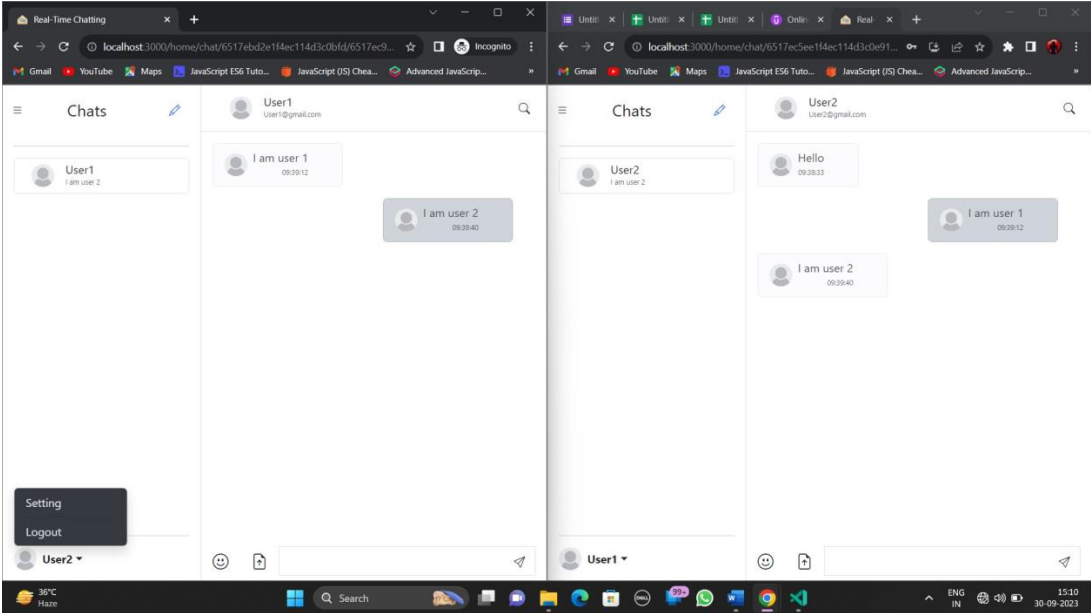 Real-Time Chatting
localhost:3000/home/chat/6517ebd2e1f4ec114d3c0bfd/6517ec9...
Incognito
Gmail YouTube Maps JavaScript ES6 Tuto... JavaScript (JS) Chea... Advanced JavaScrip... »
Chats
User1
User1@gmail.com
User1
I am user 2
I am user 1
09:39:12
I am user 2
09:39:40
Setting
Logout
User2
Untitl Untitl Untitl Onlin Real-
localhost:3000/home/chat/6517ec5ee1f4ec114d3c0e91...
Gmail YouTube Maps JavaScript ES6 Tuto... JavaScript (JS) Chea... Advanced JavaScrip... »
Chats
User2
User2@gmail.com
User2
I am user 2
Hello
09:38:33
I am user 1
09:39:12
I am user 2
09:39:40
User1
36°C
Haze
Search
DELL
99+
ENG
IN
15:10
30-09-2023